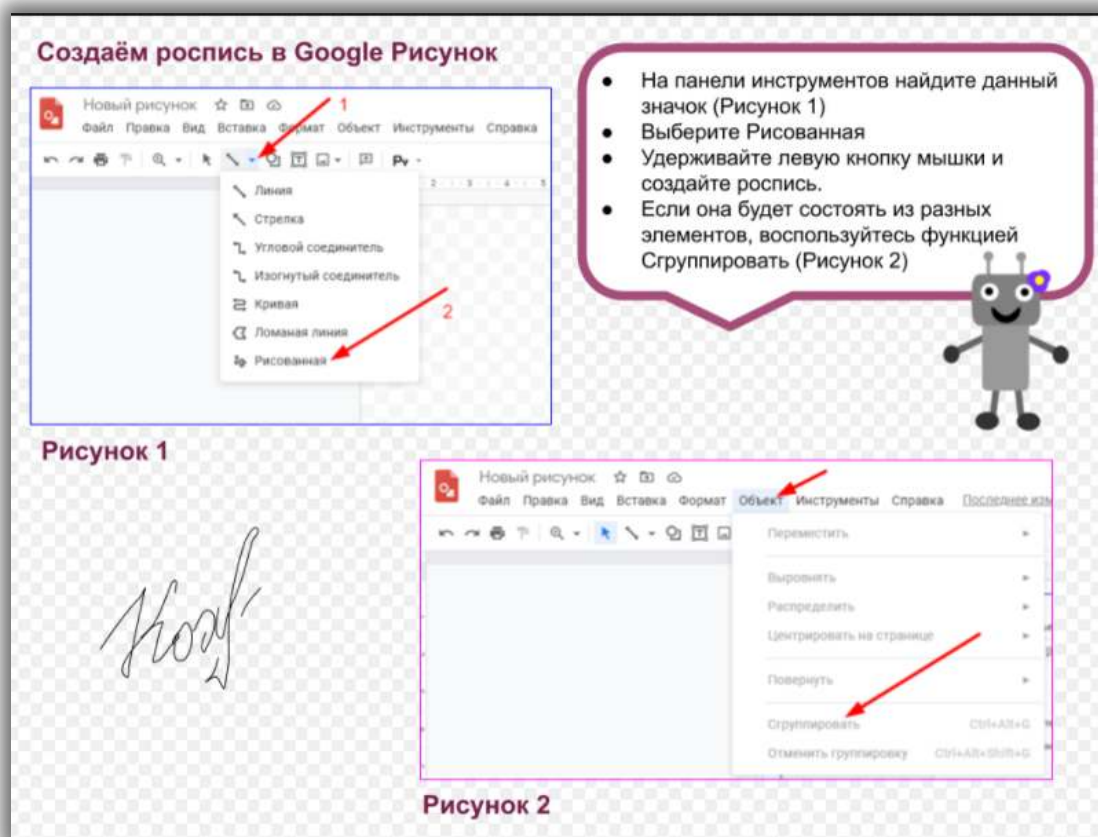 Создаём роспись в Google Рисунок
Новый рисунок
Файл Правка Вид Вставка Формат Объект Инструменты Справка
1
Линия
Стрелка
Угловой соединитель
Изогнутый соединитель
Кривая
Ломаная линия
Рисованная
2
Рисунок 1
На панели инструментов найдите данный
значок (Рисунок 1)
Выберите Рисованная
Удерживайте левую кнопку мышки и
создайте роспись.
Если она будет состоять из разных
элементов, воспользуйтесь функцией
Сгруппировать (Рисунок 2)
Новый рисунок
Файл Правка Вид Вставка Формат Объект Инструменты Справка Последнее изм
Переместить
Выровнять
Распределить
Центрировать на странице
Повернуть
Сгруппировать Ctrl+Alt+G
Отменить группировку Ctrl+Alt+Shift+G
Рисунок 2